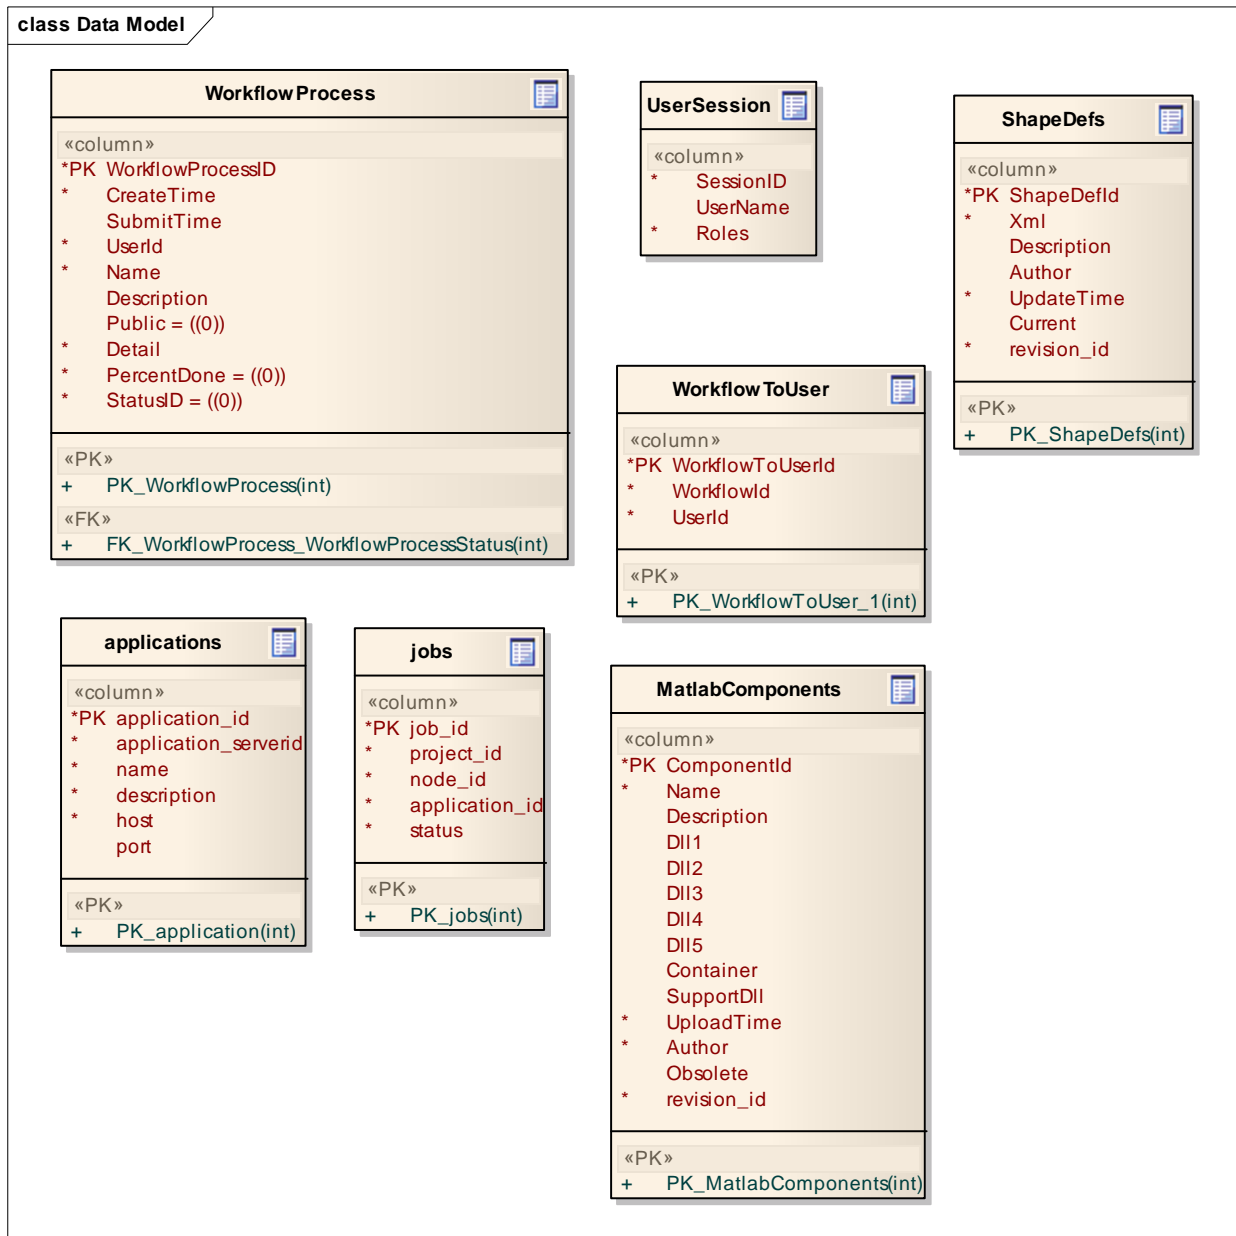 class Data Model
WorkflowProcess
«column»
*PK WorkflowProcessID
* CreateTime
SubmitTime
* UserId
* Name
Description
Public = ((0))
* Detail
* PercentDone = ((0))
* StatusID = ((0))
«PK»
+ PK_WorkflowProcess(int)
«FK»
+ FK_WorkflowProcess_WorkflowProcessStatus(int)
UserSession
«column»
* SessionID
UserName
* Roles
ShapeDefs
«column»
*PK ShapeDefId
* Xml
Description
Author
* UpdateTime
Current
* revision_id
«PK»
+ PK_ShapeDefs(int)
WorkflowToUser
«column»
*PK WorkflowToUserId
* WorkflowId
* UserId
«PK»
+ PK_WorkflowToUser_1(int)
applications
«column»
*PK application_id
* application_serverid
* name
* description
* host
port
«PK»
+ PK_application(int)
jobs
«column»
*PK job_id
* project_id
* node_id
* application_id
* status
«PK»
+ PK_jobs(int)
MatlabComponents
«column»
*PK ComponentId
* Name
Description
Dll1
Dll2
Dll3
Dll4
Dll5
Container
SupportDll
* UploadTime
* Author
Obsolete
* revision_id
«PK»
+ PK_MatlabComponents(int)